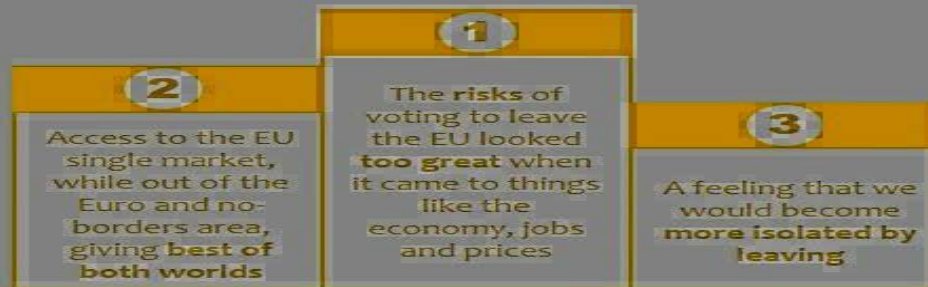 1
The risks of
voting to leave
the EU looked
too great when
it came to things
like the
economy, jobs
and prices
2
Access to the EU
single market,
while out of the
Euro and no-
borders area,
giving best of
both worlds
3
A feeling that we
would become
more isolated by
leaving